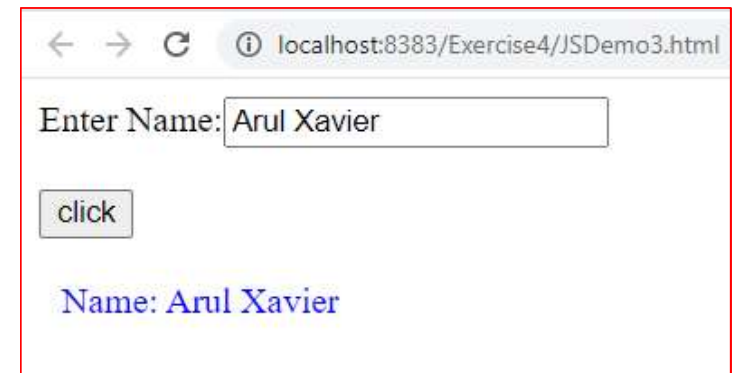 localhost:8383/Exercise4/JSDemo3.html
Enter Name: Arul Xavier
click
Name: Arul Xavier